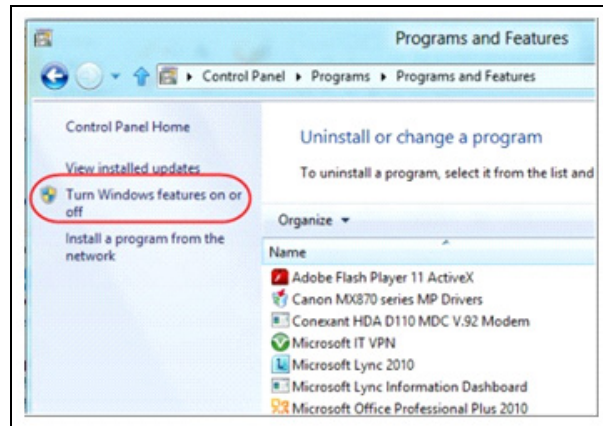 Programs and Features
Control Panel Programs Programs and Features
Control Panel Home
View installed updates
Turn Windows features on or
off
Install a program from the
network
Uninstall or change a program
To uninstall a program, select it from the list and
Organize
Name
Adobe Flash Player 11 ActiveX
Canon MX870 series MP Drivers
Conexant HDA D110 MDC V.92 Modem
Microsoft IT VPN
Microsoft Lync 2010
Microsoft Lync Information Dashboard
Microsoft Office Professional Plus 2010